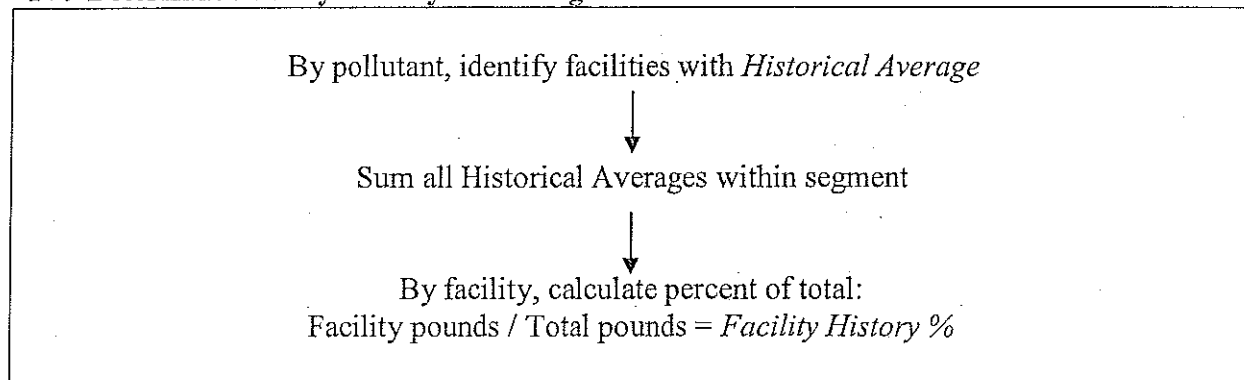 By pollutant, identify facilities with Historical Average
Sum all Historical Averages within segment
By facility, calculate percent of total:
Facility pounds / Total pounds = Facility History %